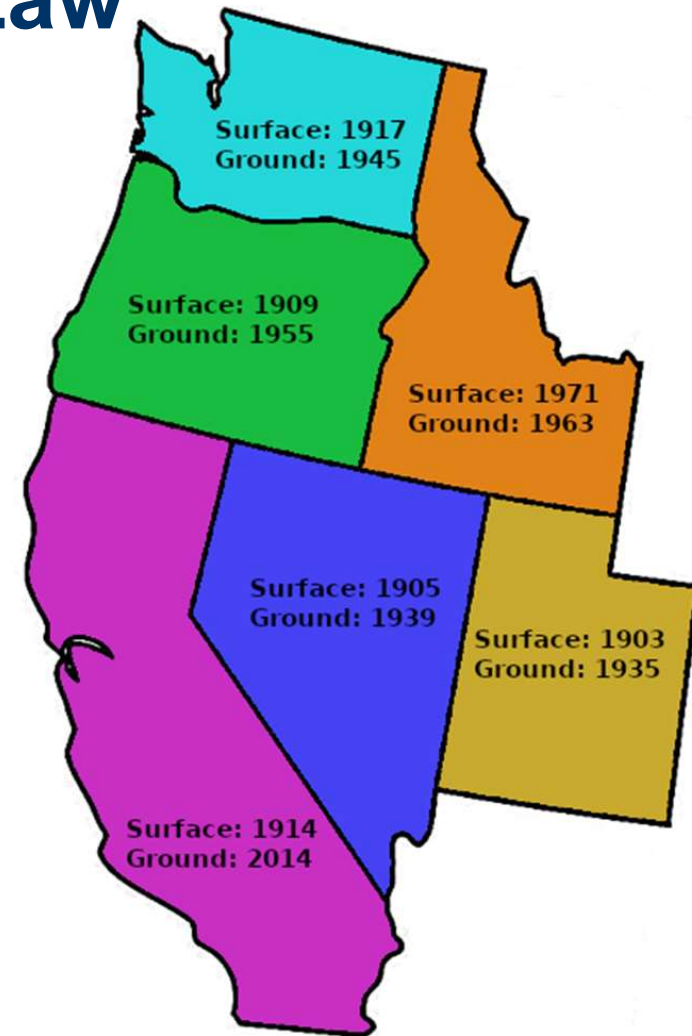 Law
Surface: 1917
Ground: 1945
Surface: 1909
Ground: 1955
Surface: 1971
Ground: 1963
Surface: 1905
Ground: 1939
Surface: 1903
Ground: 1935
Surface: 1914
Ground: 2014